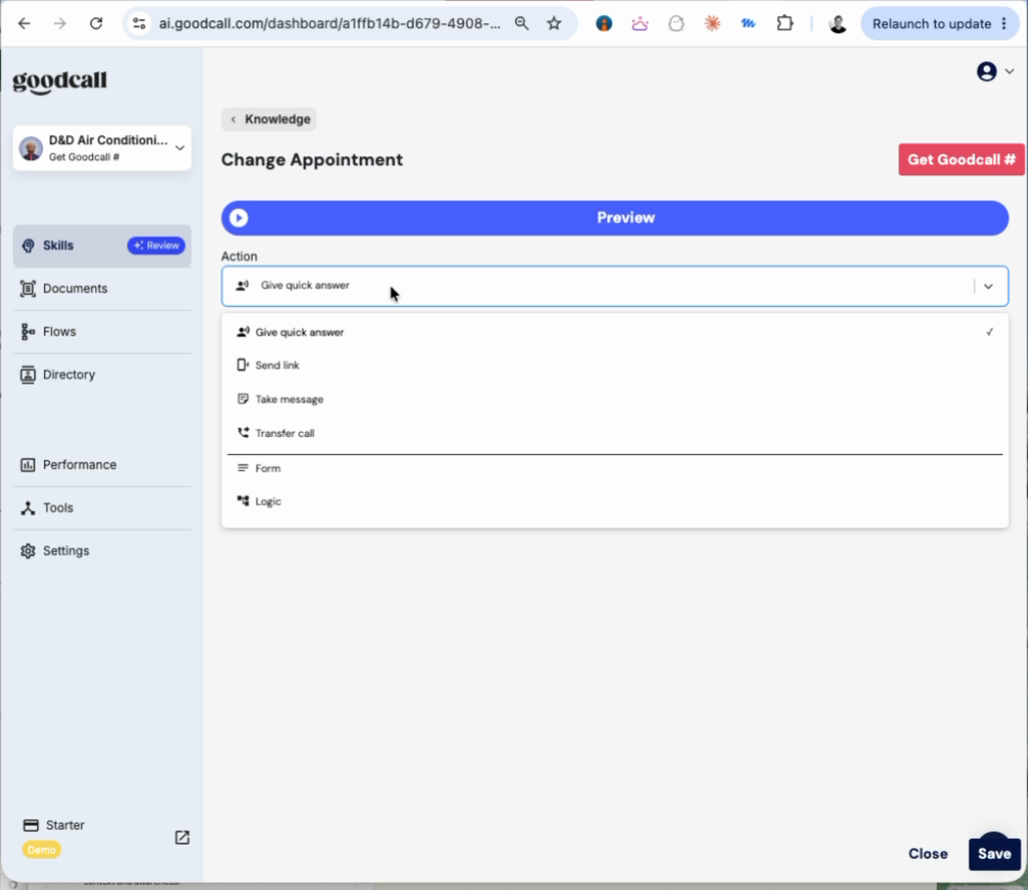 ai.goodcall.com/dashboard/a1ffb14b-d679-4908-...
Relaunch to update
goodcall
D&D Air Conditioni...
Get Goodcall #
Skills
Review
Documents
Flows
Directory
Performance
Tools
Settings
Starter
Demo
Knowledge
Change Appointment
Get Goodcall #
Preview
Action
Give quick answer
Give quick answer
Send link
Take message
Transfer call
Form
Logic
Close
Save